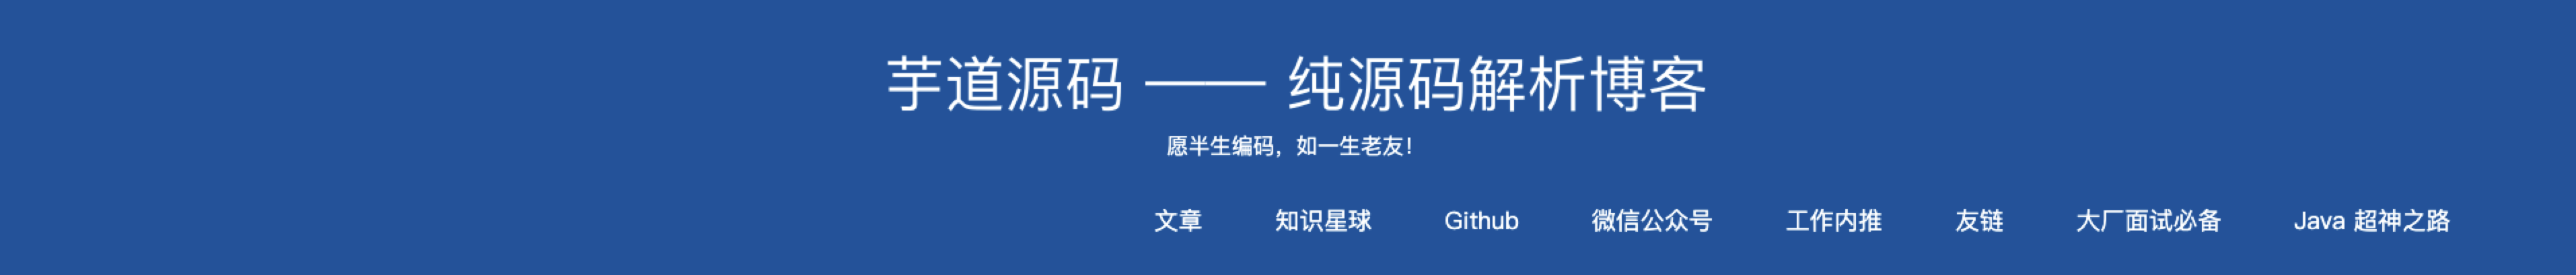 芋道源码 —— 纯源码解析博客
愿半生编码，如一生老友！
文章 知识星球 Github 微信公众号 工作内推 友链 大厂面试必备 Java 超神之路